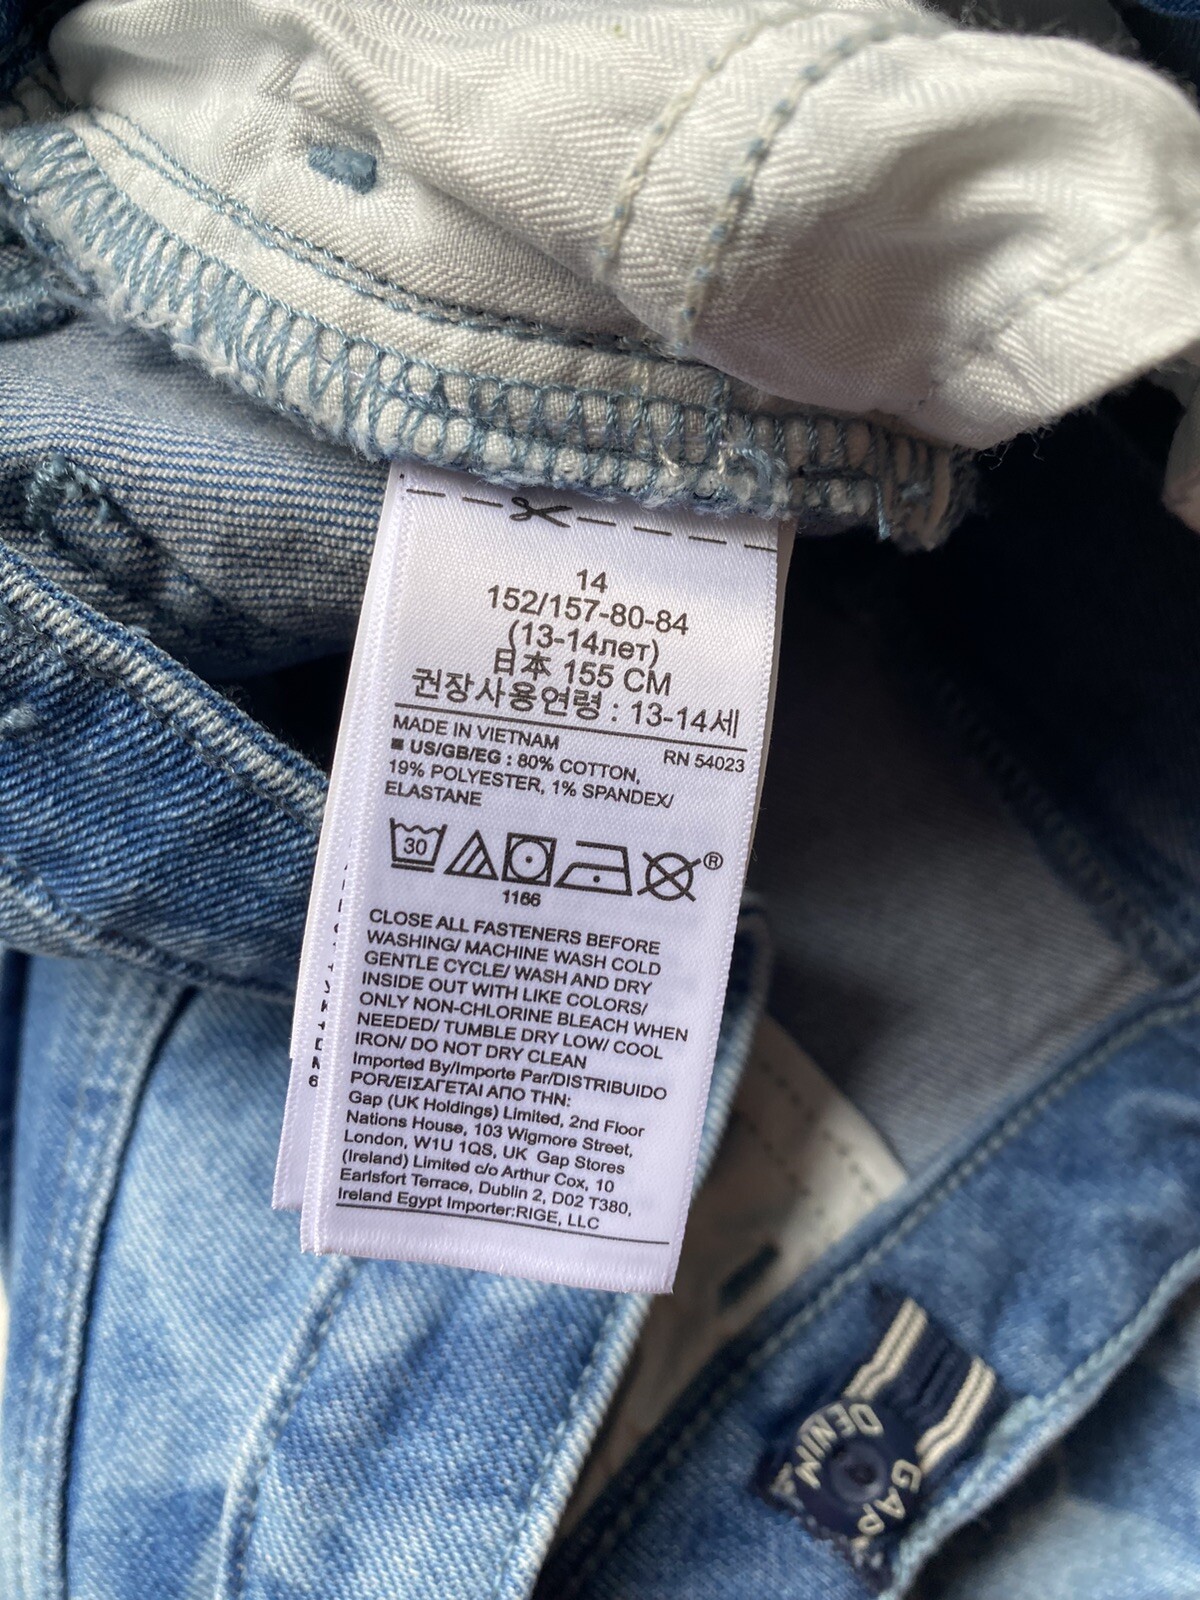 14
152/157-80-84
(13-14лет)
日本 155 CM
권장사용연령 : 13-14세
MADE IN VIETNAM
RN 54023
■ US/GB/EG : 80% COTTON,
19% POLYESTER, 1% SPANDEX/
ELASTANE
30
®
1166
CLOSE ALL FASTENERS BEFORE
WASHING/ MACHINE WASH COLD
GENTLE CYCLE/ WASH AND DRY
INSIDE OUT WITH LIKE COLORS/
ONLY NON-CHLORINE BLEACH WHEN
NEEDED/ TUMBLE DRY LOW/ COOL
IRON/ DO NOT DRY CLEAN
Imported By/Importe Par/DISTRIBUIDO
POR/ΕΙΣΑΓΕΤΑΙ ΑΠΟ ΤΗΝ:
Gap (UK Holdings) Limited, 2nd Floor
Nations House, 103 Wigmore Street,
London, W1U 1QS, UK Gap Stores
(Ireland) Limited c/o Arthur Cox, 10
Earlsfort Terrace, Dublin 2, D02 T380,
Ireland Egypt Importer:RIGE, LLC
GAP
DENIM